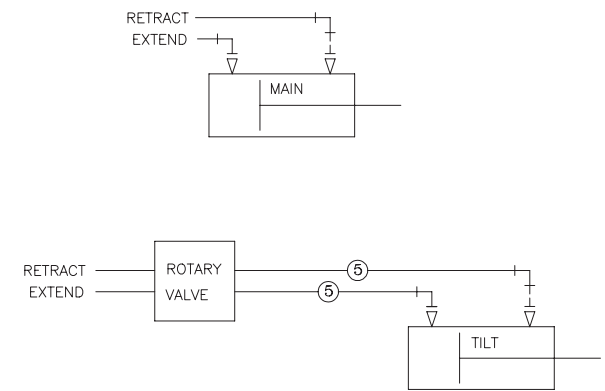 RETRACT
EXTEND
MAIN
RETRACT
EXTEND
ROTARY
VALVE
5
5
TILT